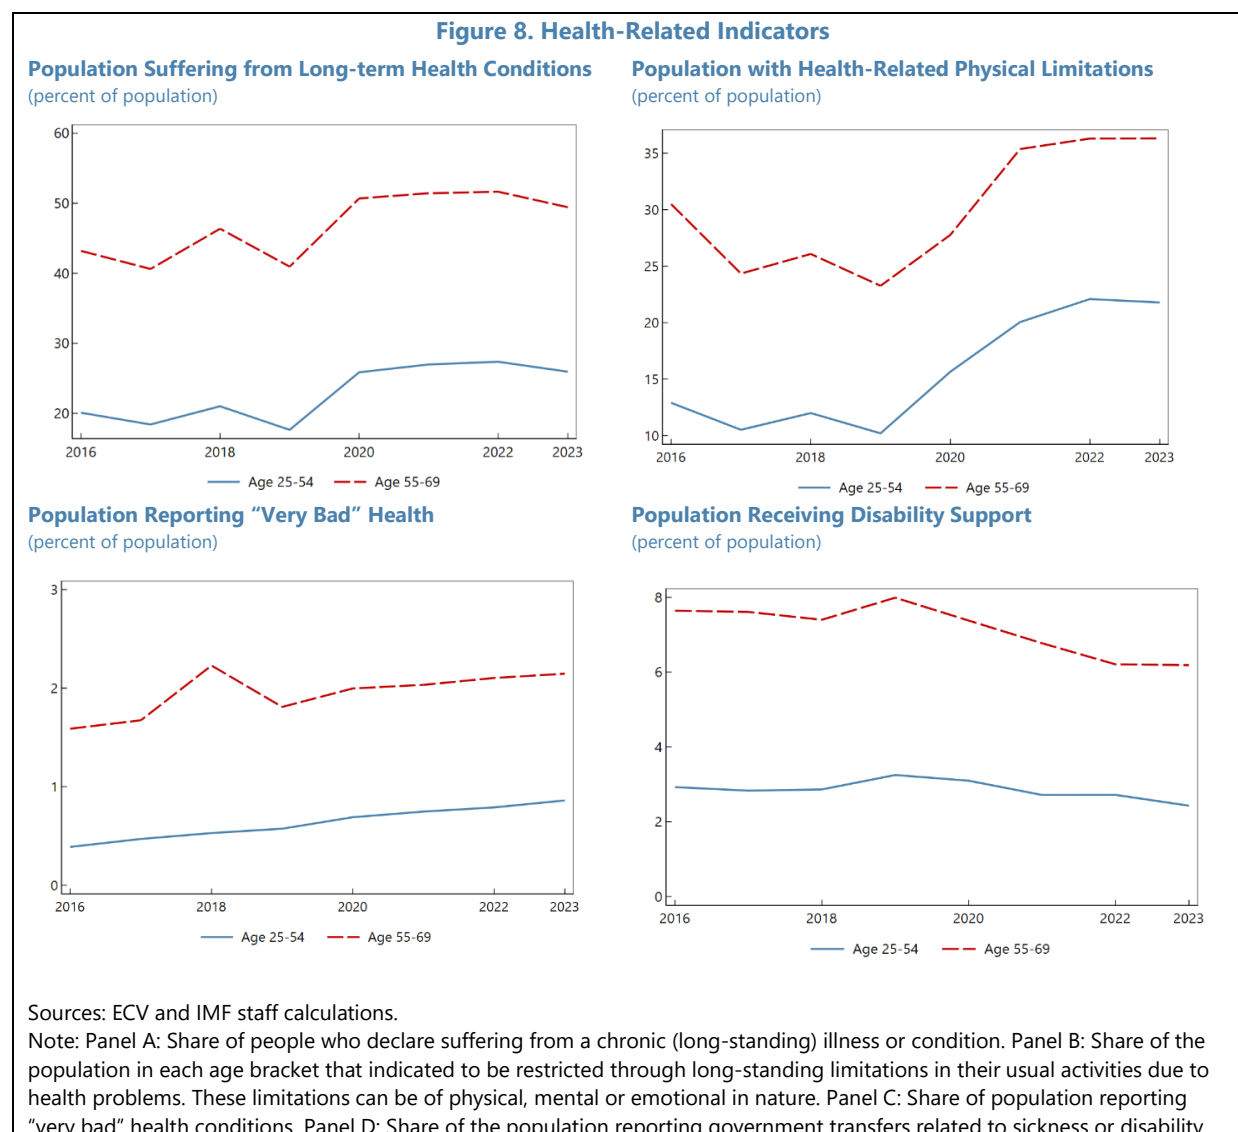 Figure 8. Health-Related Indicators
Population Suffering from Long-term Health Conditions
(percent of population)
60
50
40
30
20
2016 2018 2020 2022 2023
Age 25-54 Age 55-69
Population with Health-Related Physical Limitations
(percent of population)
35
30
25
20
15
10
2016 2018 2020 2022 2023
Age 25-54 Age 55-69
Population Reporting “Very Bad” Health
(percent of population)
3
2
1
0
2016 2018 2020 2022 2023
Age 25-54 Age 55-69
Population Receiving Disability Support
(percent of population)
8
6
4
2
0
2016 2018 2020 2022 2023
Age 25-54 Age 55-69
Sources: ECV and IMF staff calculations.
Note: Panel A: Share of people who declare suffering from a chronic (long-standing) illness or condition. Panel B: Share of the
population in each age bracket that indicated to be restricted through long-standing limitations in their usual activities due to
health problems. These limitations can be of physical, mental or emotional in nature. Panel C: Share of population reporting
“very bad” health conditions. Panel D: Share of the population reporting government transfers related to sickness or disability